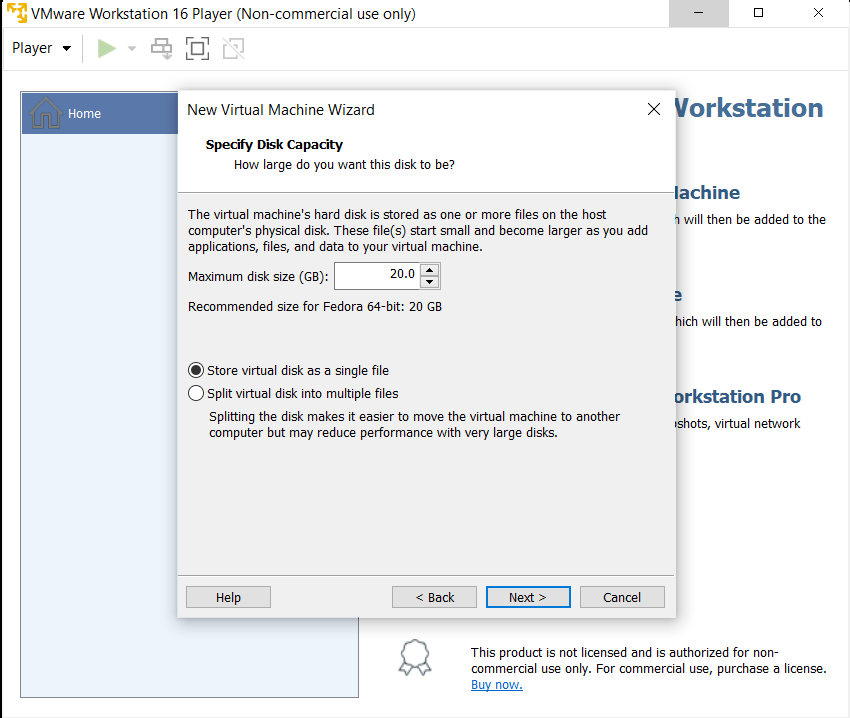 VMware Workstation 16 Player (Non-commercial use only)
Player
Home
New Virtual Machine Wizard
Specify Disk Capacity
How large do you want this disk to be?
The virtual machine's hard disk is stored as one or more files on the host
computer's physical disk. These file(s) start small and become larger as you add
applications, files, and data to your virtual machine.
Maximum disk size (GB): 20.0
Recommended size for Fedora 64-bit: 20 GB
Store virtual disk as a single file
Split virtual disk into multiple files
Splitting the disk makes it easier to move the virtual machine to another
computer but may reduce performance with very large disks.
Help < Back Next > Cancel
Workstation
will then be added to the
will then be added to
Pro
virtual network
This product is not licensed and is authorized for non-
commercial use only. For commercial use, purchase a license.
Buy now.